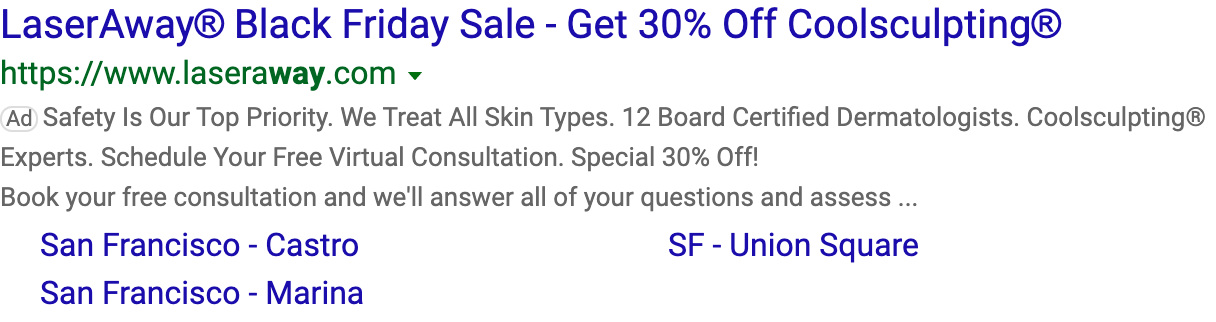 LaserAway® Black Friday Sale - Get 30% Off Coolsculpting®
https://www.laseraway.com
Ad Safety Is Our Top Priority. We Treat All Skin Types. 12 Board Certified Dermatologists. Coolsculpting®
Experts. Schedule Your Free Virtual Consultation. Special 30% Off!
Book your free consultation and we'll answer all of your questions and assess ...
San Francisco - Castro
SF - Union Square
San Francisco - Marina